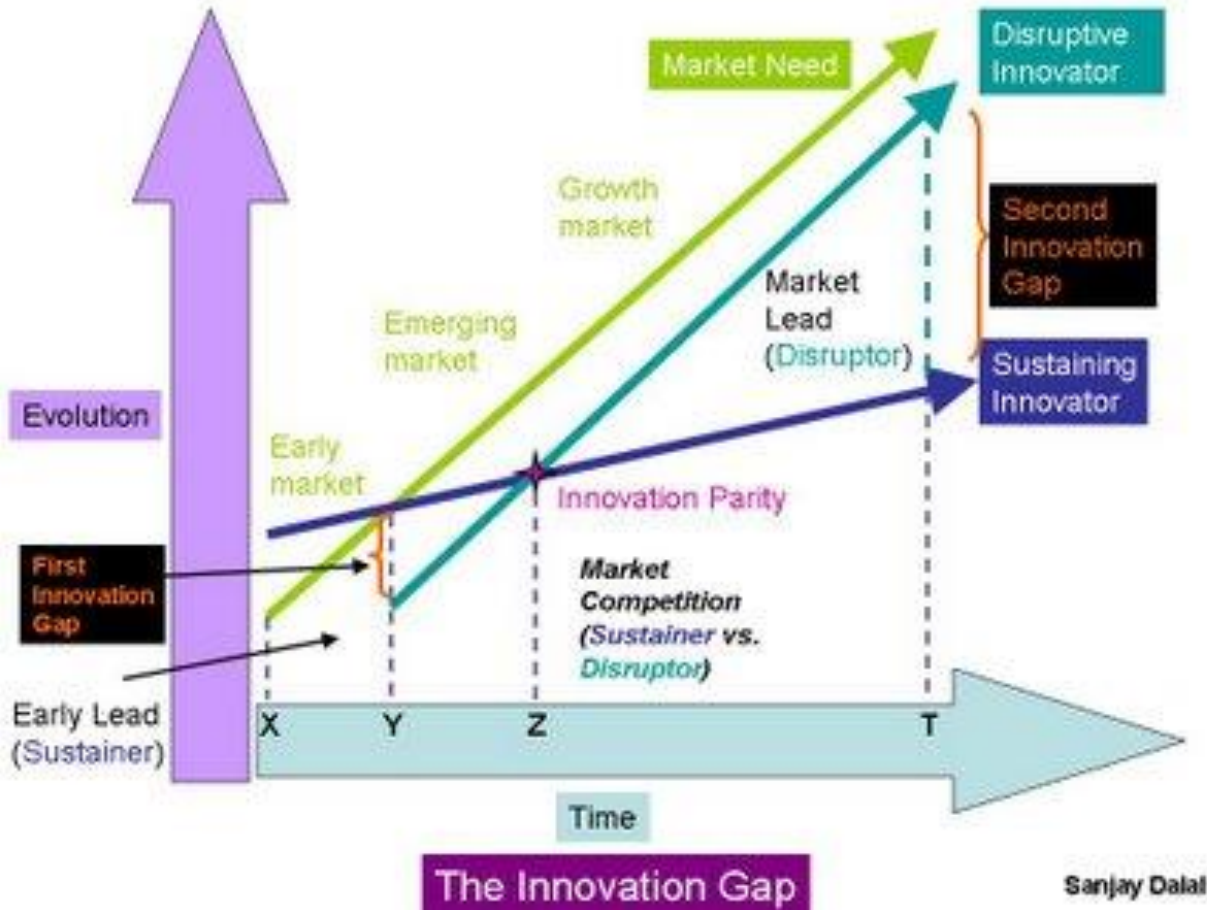 Market Need
Disruptive
Innovator
Growth
market
Second
Innovation
Gap
Market
Lead
(Disruptor)
Emerging
market
Sustaining
Innovator
Evolution
Early
market
Innovation Parity
First
Innovation
Gap
Market
Competition
(Sustainer vs.
Disruptor)
Early Lead
(Sustainer)
X Y Z T
Time
The Innovation Gap
Sanjay Dalal